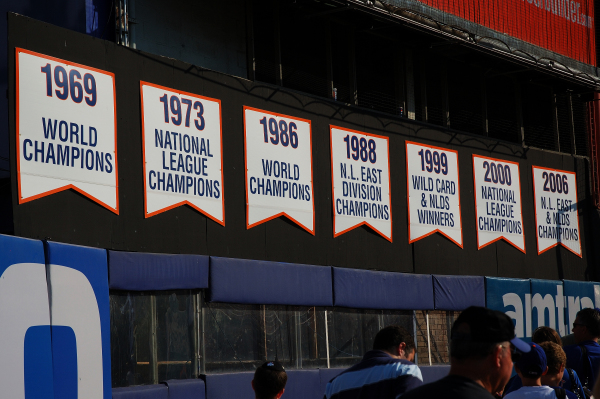 1969
WORLD
CHAMPIONS
1973
NATIONAL
LEAGUE
CHAMPIONS
1986
WORLD
CHAMPIONS
1988
N.L. EAST
DIVISION
CHAMPIONS
1999
WILD CARD
& NLDS
WINNERS
2000
NATIONAL
LEAGUE
CHAMPIONS
2006
N.L. EAST
& NLDS
CHAMPIONS
amtr